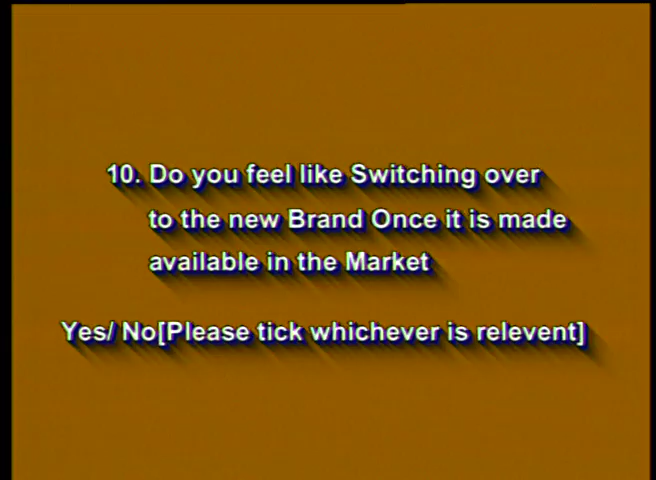 10. Do you feel like Switching over
to the new Brand Once it is made
available in the Market
Yes/ No[Please tick whichever is relevent]